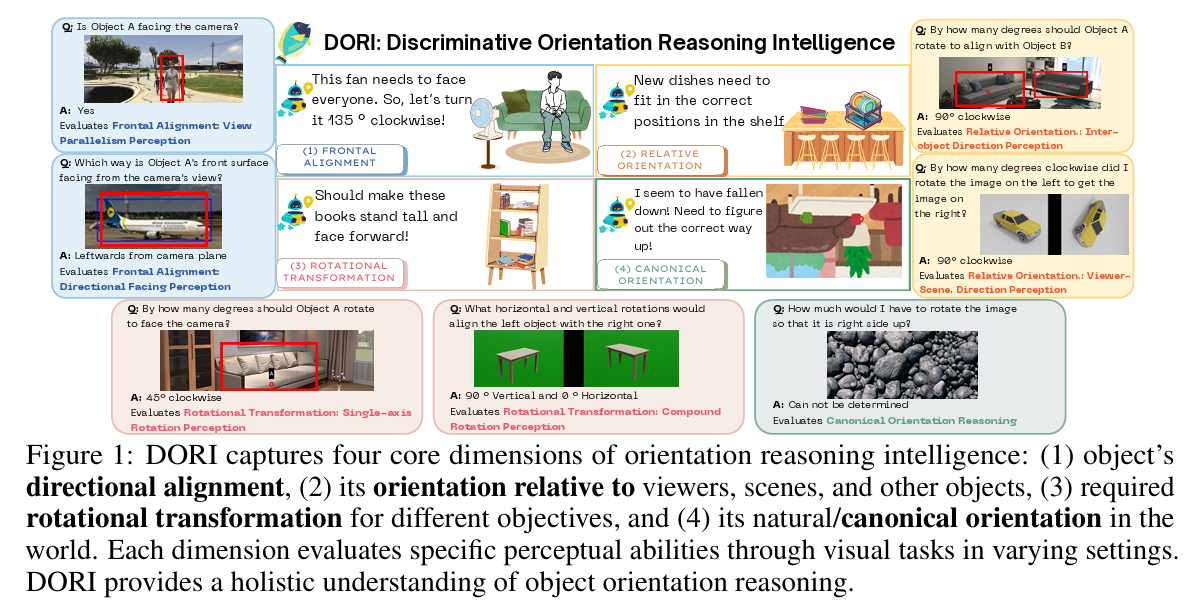 Q: Is Object A facing the camera?
A: Yes
Evaluates Frontal Alignment: View
Parallelism Perception
Q: Which way is Object A's front surface
facing from the camera's view?
A: Leftwards from camera plane
Evaluates Frontal Alignment:
Directional Facing Perception
DORI: Discriminative Orientation Reasoning Intelligence
This fan needs to face
everyone. So, let's turn
it 135 º clockwise!
(1) FRONTAL
ALIGNMENT
New dishes need to
fit in the correct
positions in the shelf
(2) RELATIVE
ORIENTATION
Should make these
books stand tall and
face forward!
(3) ROTATIONAL
TRANSFORMATION
I seem to have fallen
down! Need to figure
out the correct way
up!
(4) CANONICAL
ORIENTATION
Q: By how many degrees should Object A
rotate to align with Object B?
A: 90º clockwise
Evaluates Relative Orientation.: Inter-
object Direction Perception
Q: By how many degrees clockwise did I
rotate the image on the left to get the
image on
the right?
A: 90º clockwise
Evaluates Relative Orientation.: Viewer-
Scene. Direction Perception
Q: By how many degrees should Object A rotate
to face the camera?
A
A: 45º clockwise
Evaluates Rotational Transformation: Single-axis
Rotation Perception
Q: What horizontal and vertical rotations would
align the left object with the right one?
A: 90 º Vertical and 0 º Horizontal
Evaluates Rotational Transformation: Compound
Rotation Perception
Q: How much would I have to rotate the image
so that it is right side up?
A: Can not be determined
Evaluates Canonical Orientation Reasoning
Figure 1: DORI captures four core dimensions of orientation reasoning intelligence: (1) object's
directional alignment, (2) its orientation relative to viewers, scenes, and other objects, (3) required
rotational transformation for different objectives, and (4) its natural/canonical orientation in the
world. Each dimension evaluates specific perceptual abilities through visual tasks in varying settings.
DORI provides a holistic understanding of object orientation reasoning.